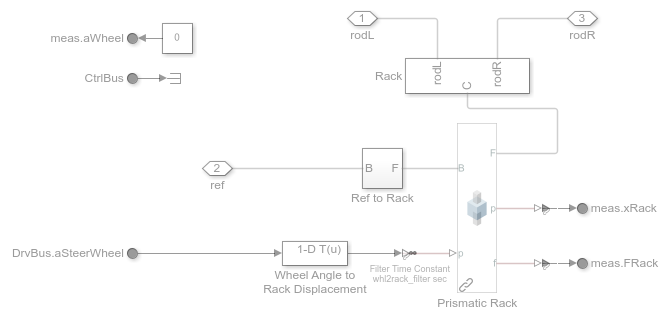 1
rodL
3
rodR
meas.aWheel
0
CtrlBus
Rack
rodL
rodR
C
F
2
ref
B F
Ref to Rack
B
p
meas.xRack
DrvBus.aSteerWheel
1-D T(u)
Wheel Angle to
Rack Displacement
Filter Time Constant
whl2rack_filter sec
p
f
meas.FRack
Prismatic Rack